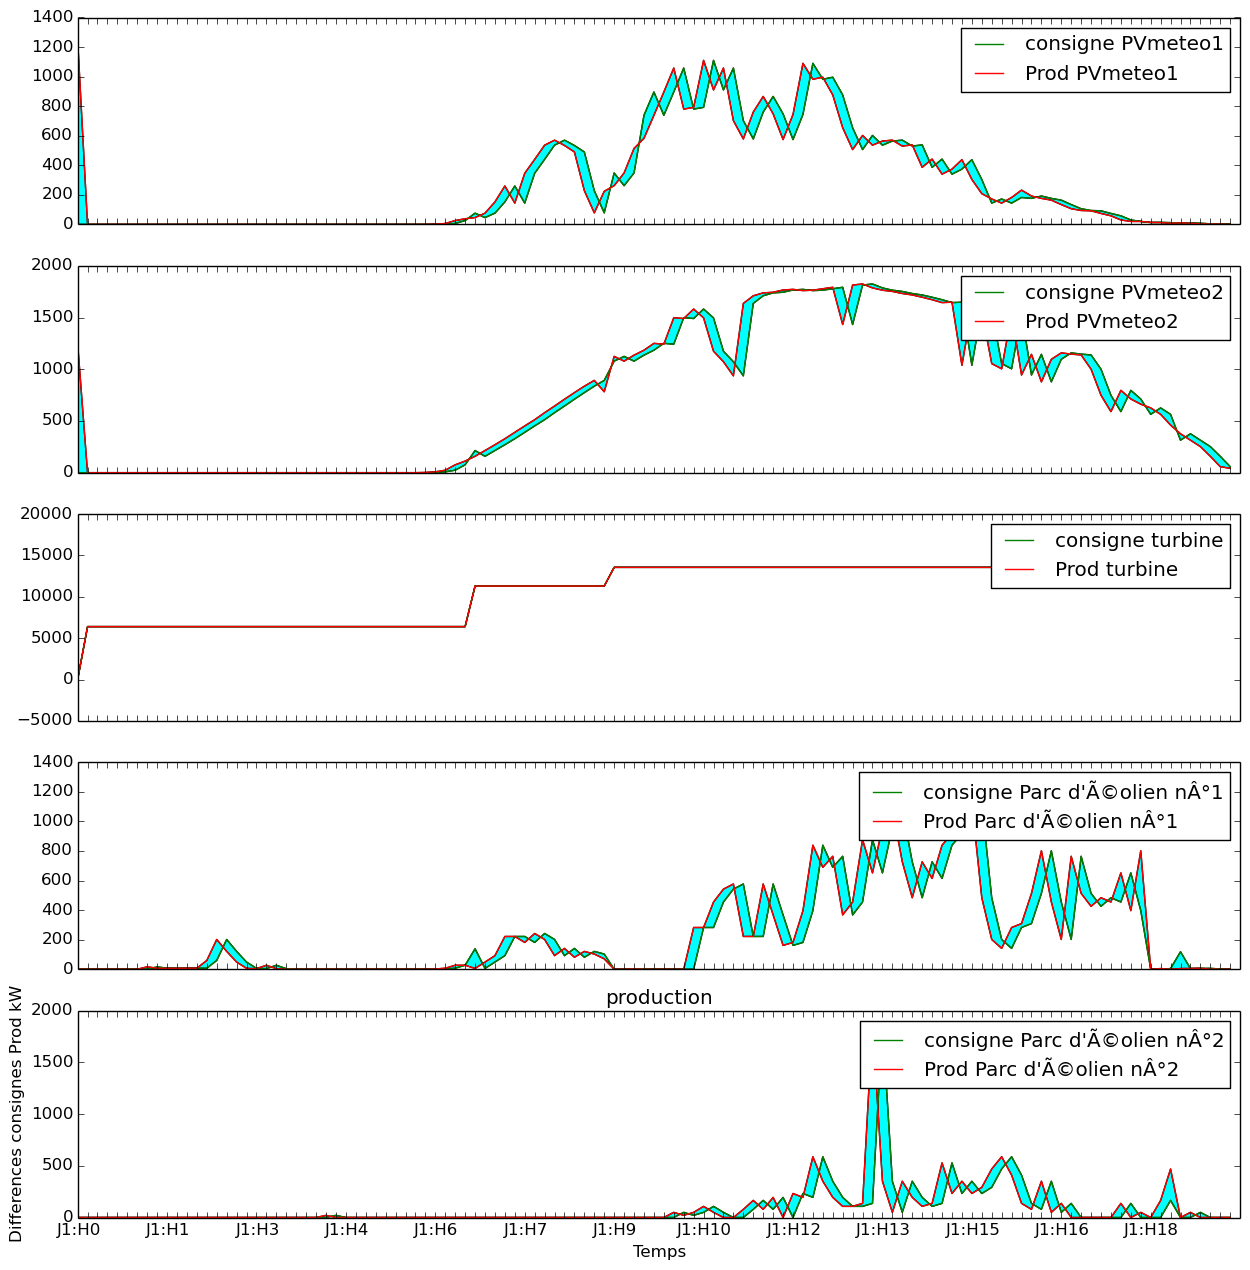 1400
1200
1000
800
600
400
200
0
consigne PVmeteo1
Prod PVmeteo1
2000
1500
1000
500
0
consigne PVmeteo2
Prod PVmeteo2
20000
15000
10000
5000
0
−5000
consigne turbine
Prod turbine
1400
1200
1000
800
600
400
200
0
consigne Parc d'Ã©olien nÂ°1
Prod Parc d'Ã©olien nÂ°1
production
Differences consignes Prod kW
2000
1500
1000
500
0
consigne Parc d'Ã©olien nÂ°2
Prod Parc d'Ã©olien nÂ°2
J1:H0 J1:H1 J1:H3 J1:H4 J1:H6 J1:H7 J1:H9 J1:H10 J1:H12 J1:H13 J1:H15 J1:H16 J1:H18
Temps